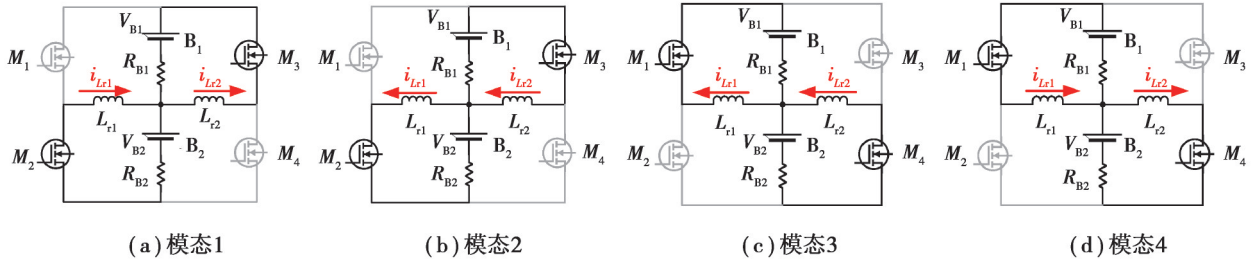 V_B1 B_1
M_1 R_B1 M_3
i_Lr1 i_Lr2
L_r1 L_r2
M_2 V_B2 B_2 M_4
R_B2
(a)模态1
V_B1 B_1
M_1 R_B1 M_3
i_Lr1 i_Lr2
L_r1 L_r2
M_2 V_B2 B_2 M_4
R_B2
(b)模态2
V_B1 B_1
M_1 R_B1 M_3
i_Lr1 i_Lr2
L_r1 L_r2
M_2 V_B2 B_2 M_4
R_B2
(c)模态3
V_B1 B_1
M_1 R_B1 M_3
i_Lr1 i_Lr2
L_r1 L_r2
M_2 V_B2 B_2 M_4
R_B2
(d)模态4